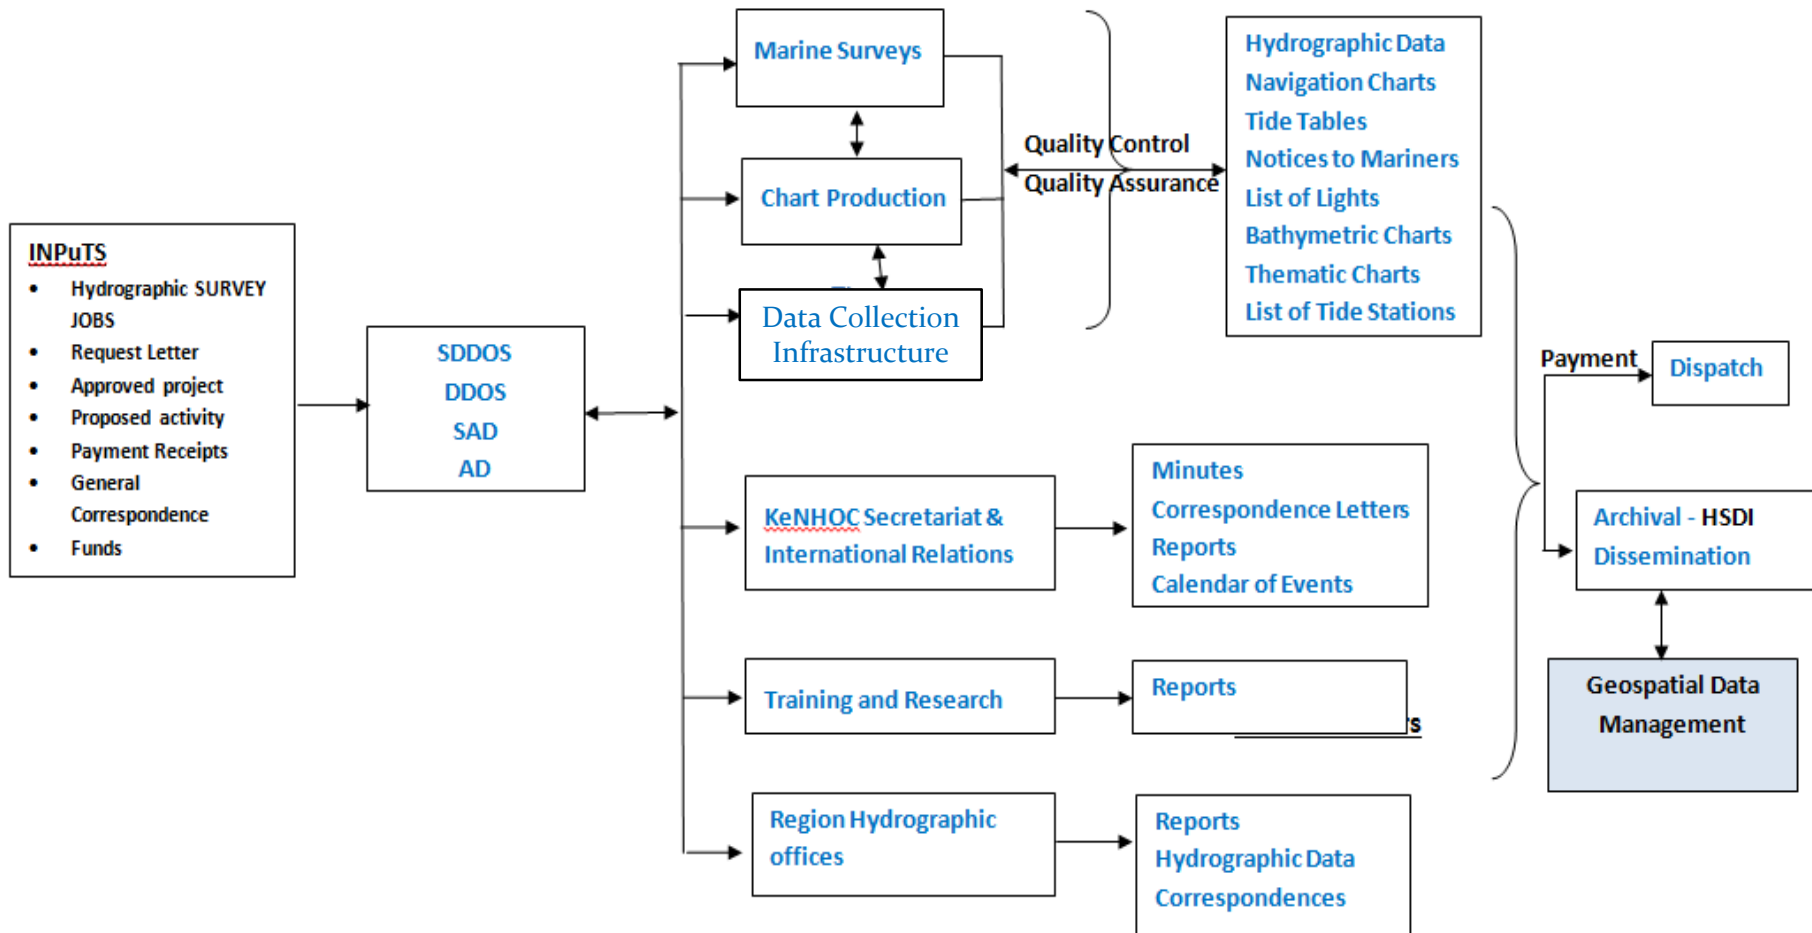 INPuTS
• Hydrographic SURVEY
JOBS
• Request Letter
• Approved project
• Proposed activity
• Payment Receipts
• General
Correspondence
• Funds
SDDOS
DDOS
SAD
AD
Marine Surveys
Chart Production
Data Collection
Infrastructure
Quality Control
Quality Assurance
Hydrographic Data
Navigation Charts
Tide Tables
Notices to Mariners
List of Lights
Bathymetric Charts
Thematic Charts
List of Tide Stations
KeNHOC Secretariat &
International Relations
Minutes
Correspondence Letters
Reports
Calendar of Events
Training and Research
Reports
Region Hydrographic
offices
Reports
Hydrographic Data
Correspondences
Payment
Dispatch
Archival - HSDI
Dissemination
Geospatial Data
Management